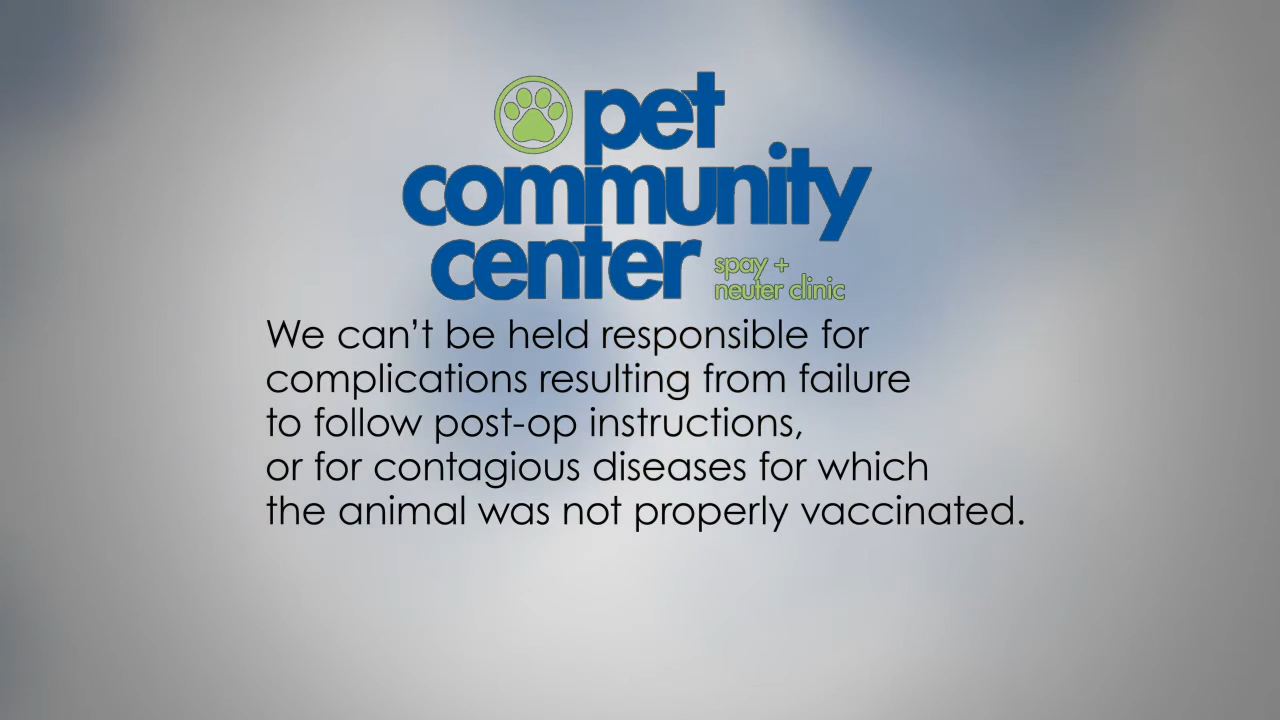 pet
community
center
spay +
neuter clinic
We can’t be held responsible for
complications resulting from failure
to follow post-op instructions,
or for contagious diseases for which
the animal was not properly vaccinated.